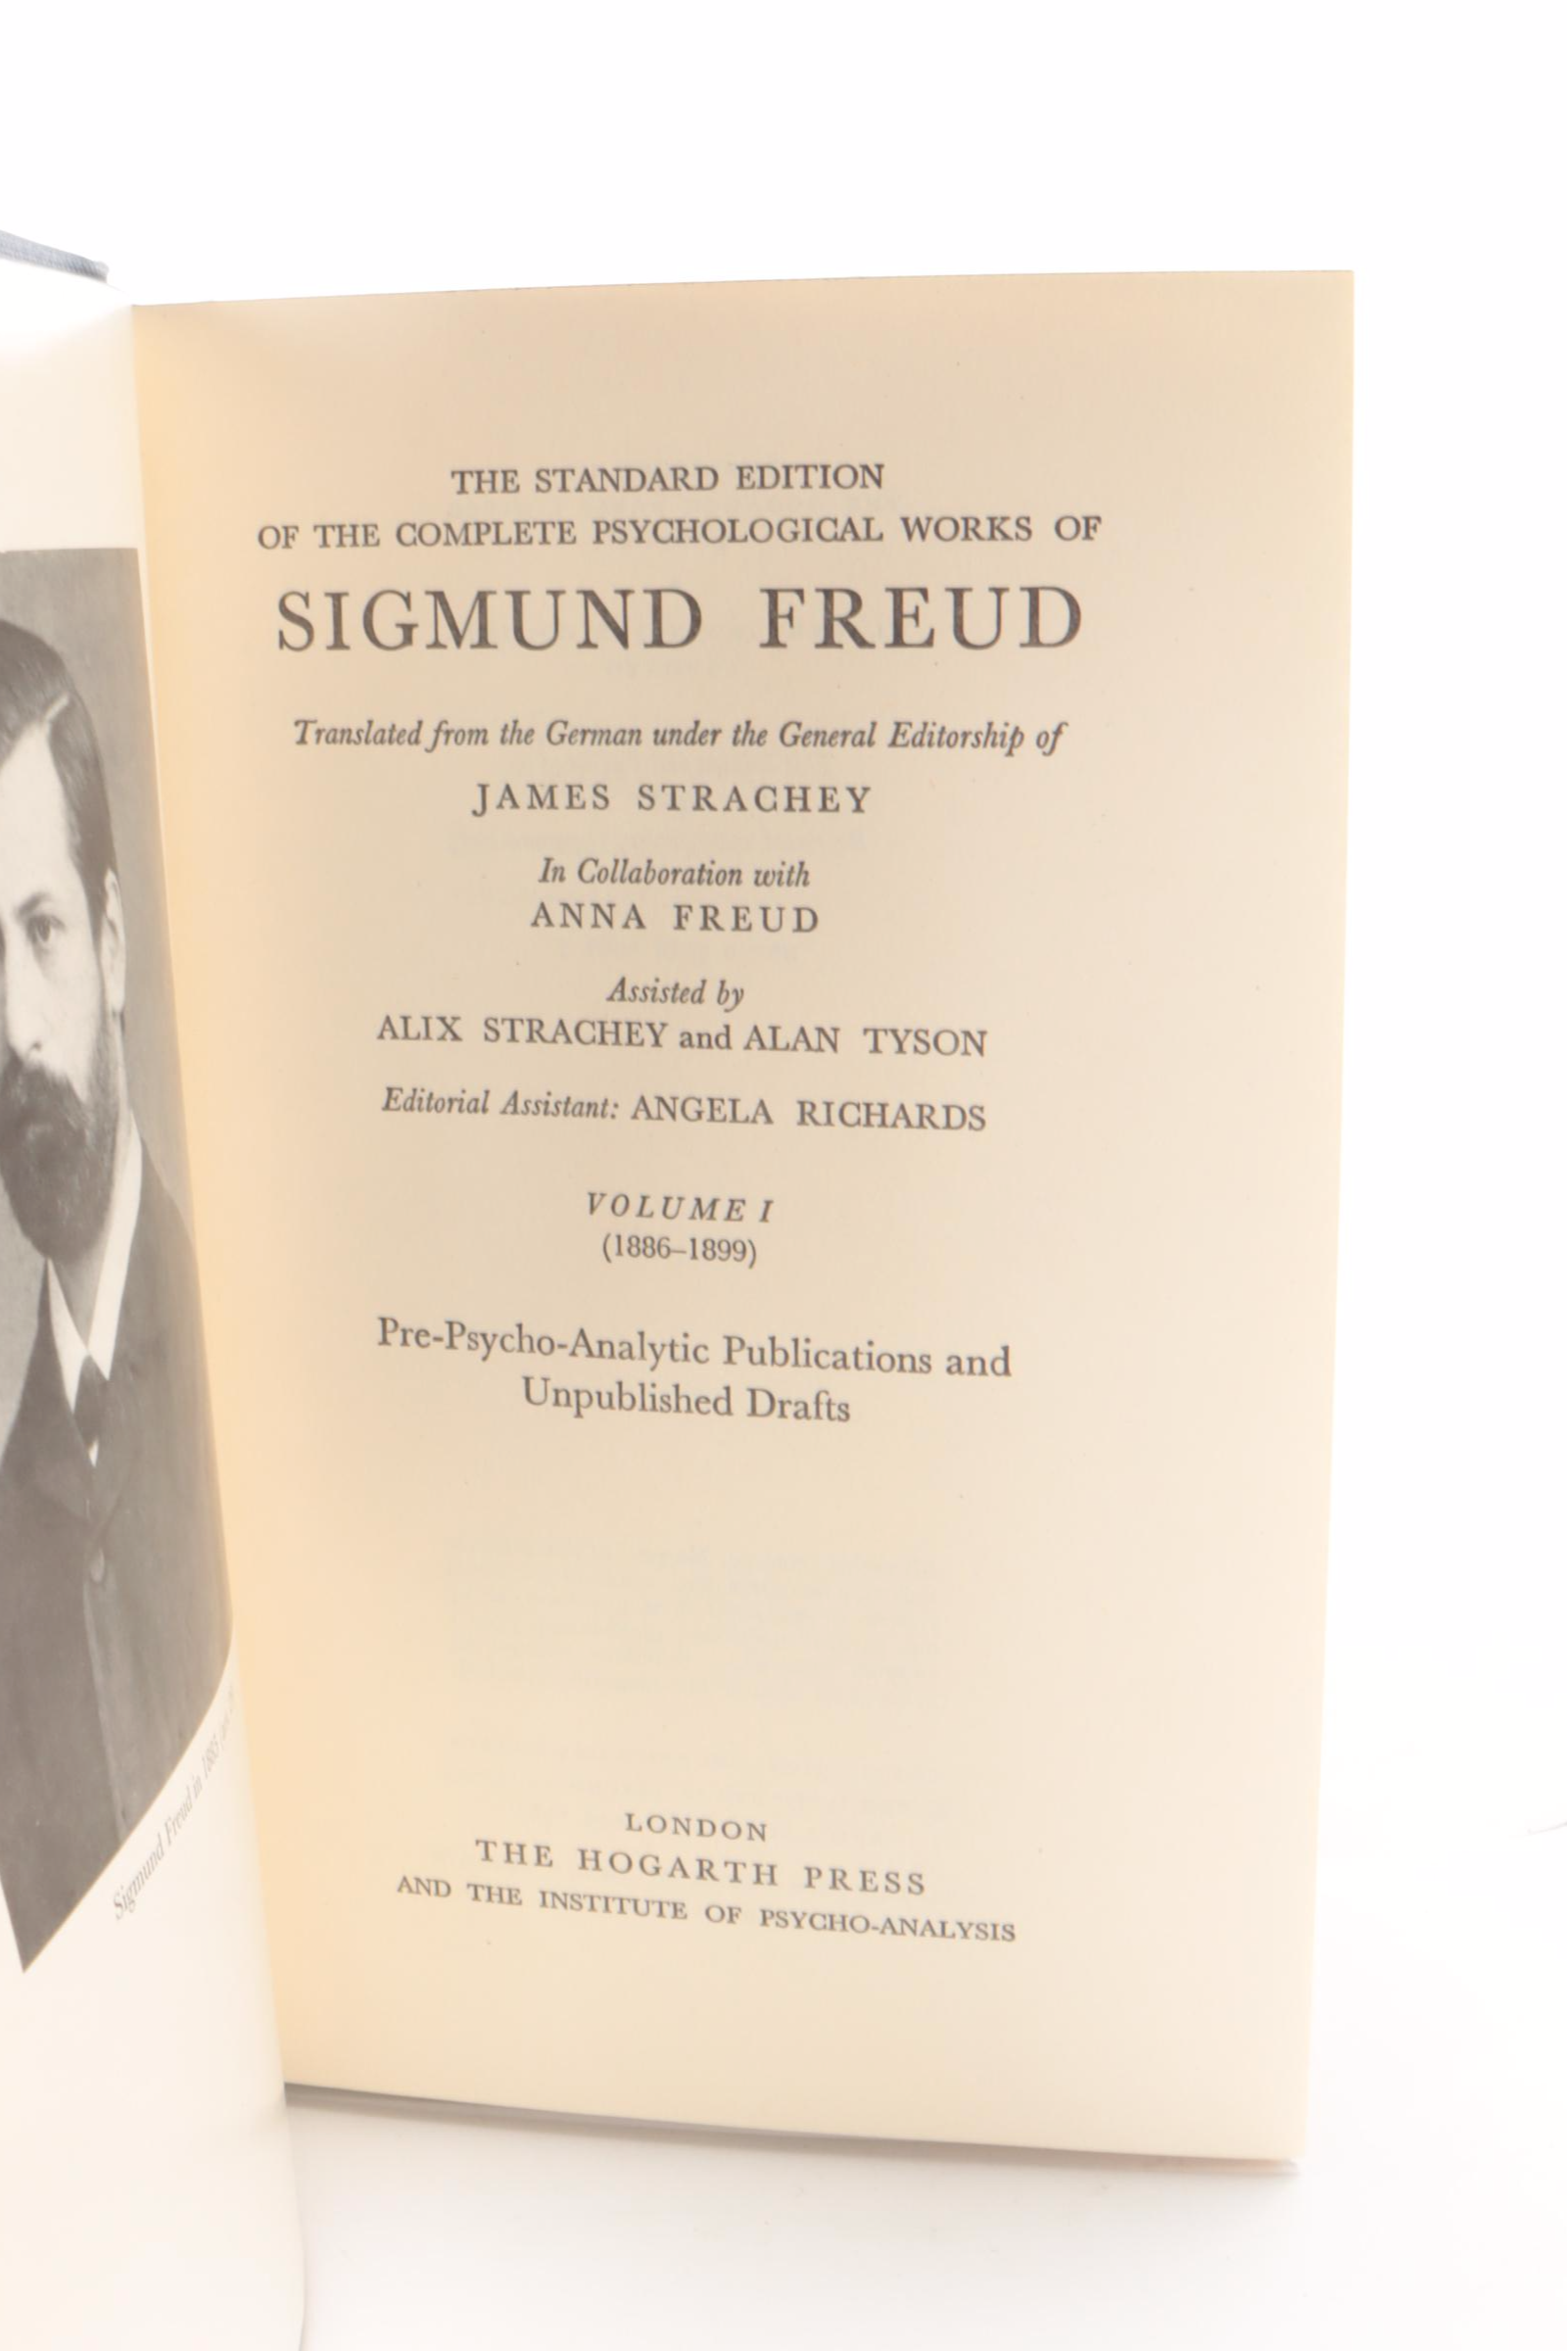 THE STANDARD EDITION
OF THE COMPLETE PSYCHOLOGICAL WORKS OF
SIGMUND FREUD
Translated from the German under the General Editorship of
JAMES STRACHEY
In Collaboration with
ANNA FREUD
Assisted by
ALIX STRACHEY and ALAN TYSON
Editorial Assistant: ANGELA RICHARDS
VOLUME I
(1886–1899)
Pre-Psycho-Analytic Publications and
Unpublished Drafts
LONDON
THE HOGARTH PRESS
AND THE INSTITUTE OF PSYCHO-ANALYSIS
Sigmund Freud in